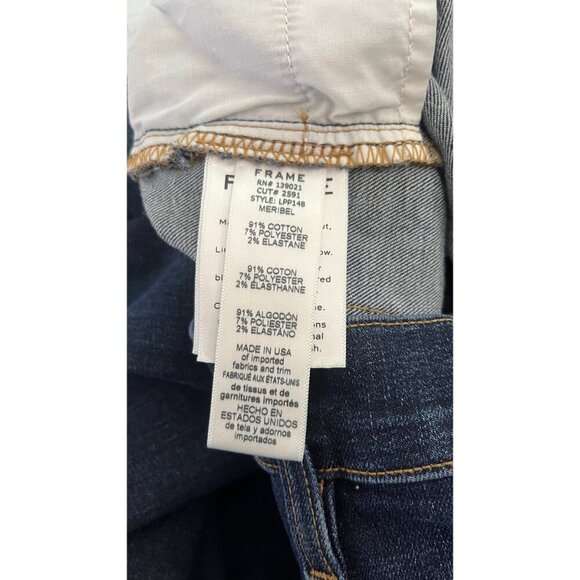 FRAME
RN# 139021
CUT# 2591
STYLE: LPP148
MERIBEL
91% COTTON
7% POLYESTER
2% ELASTANE
91% COTON
7% POLYESTER
2% ÉLASTHANNE
91% ALGODÓN
7% POLIESTER
2% ELASTANO
MADE IN USA
of imported
fabrics and trim
FABRIQUÉ AUX ÉTATS-UNIS
de tissus et de
garnitures importés
HECHO EN
ESTADOS UNIDOS
de tela y adornos
importados